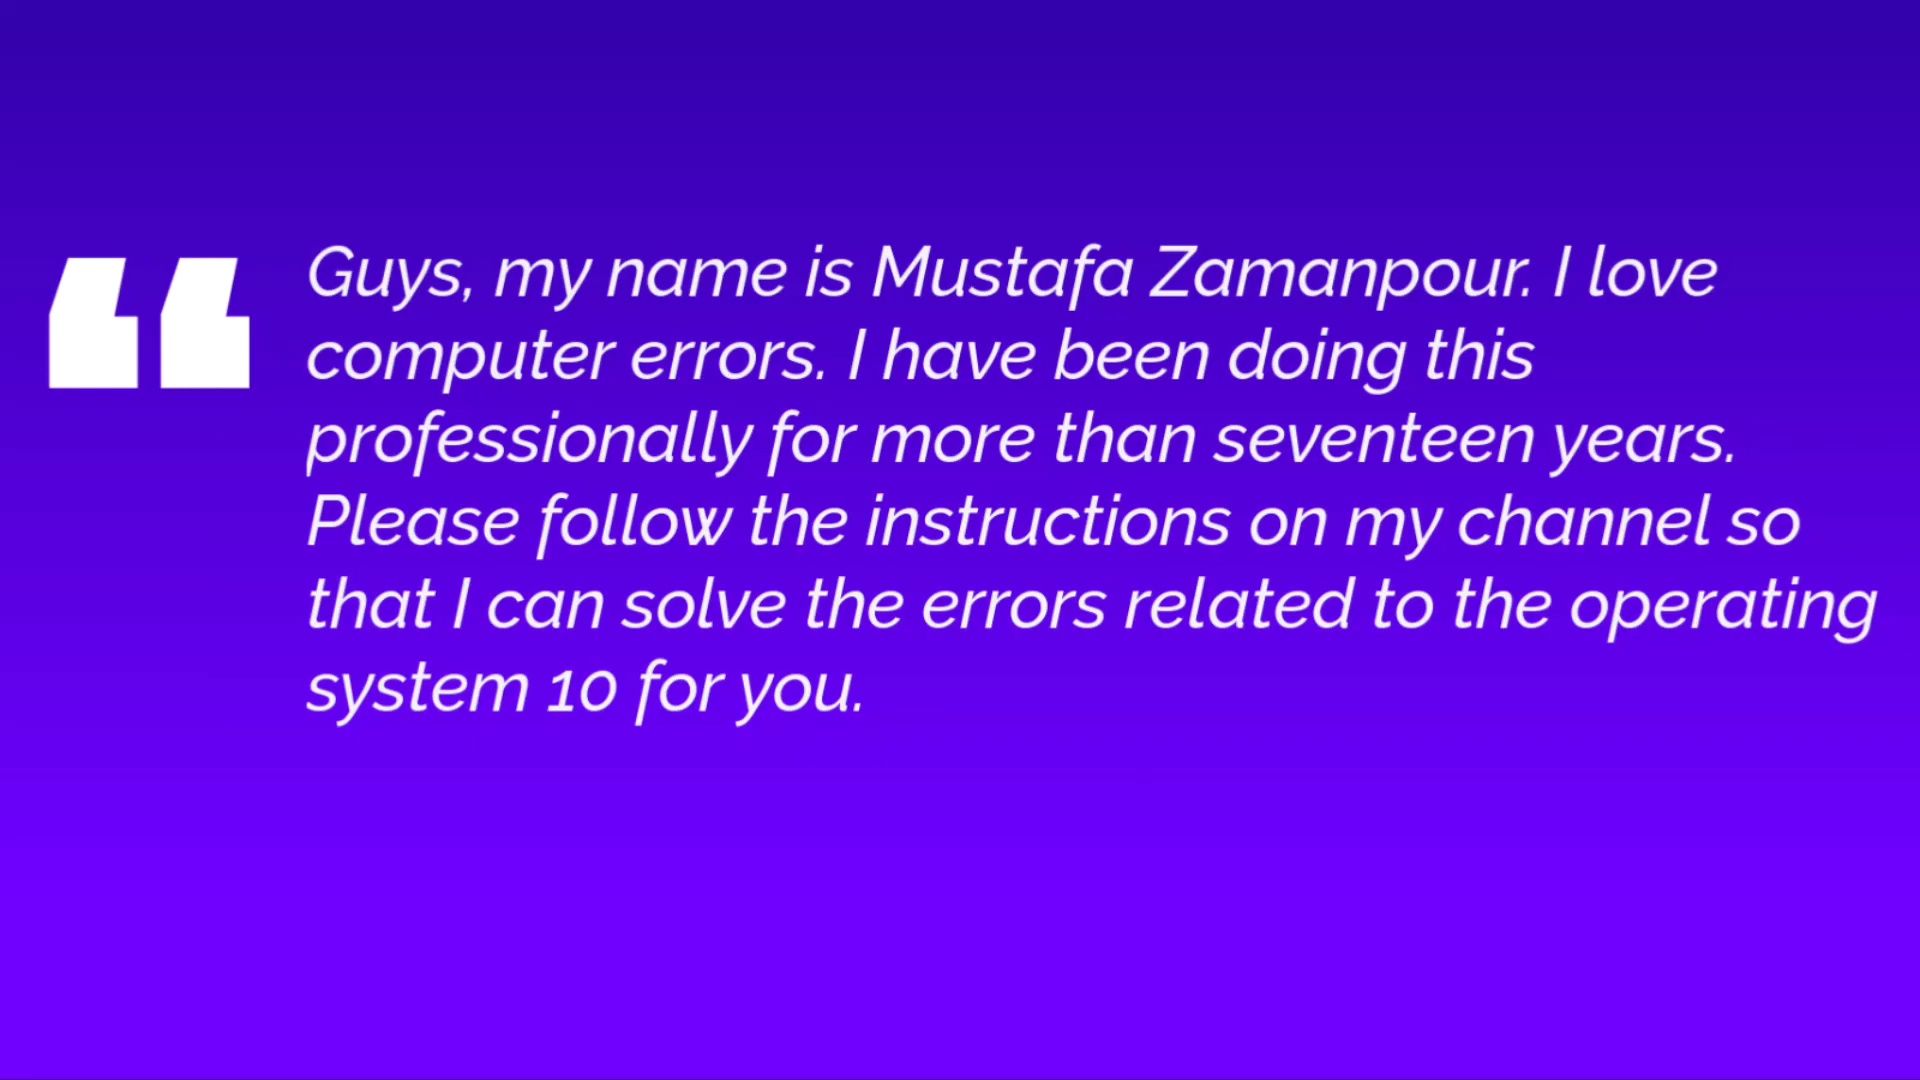 Guys, my name is Mustafa Zamanpour. I love
computer errors. I have been doing this
professionally for more than seventeen years.
Please follow the instructions on my channel so
that I can solve the errors related to the operating
system 10 for you.